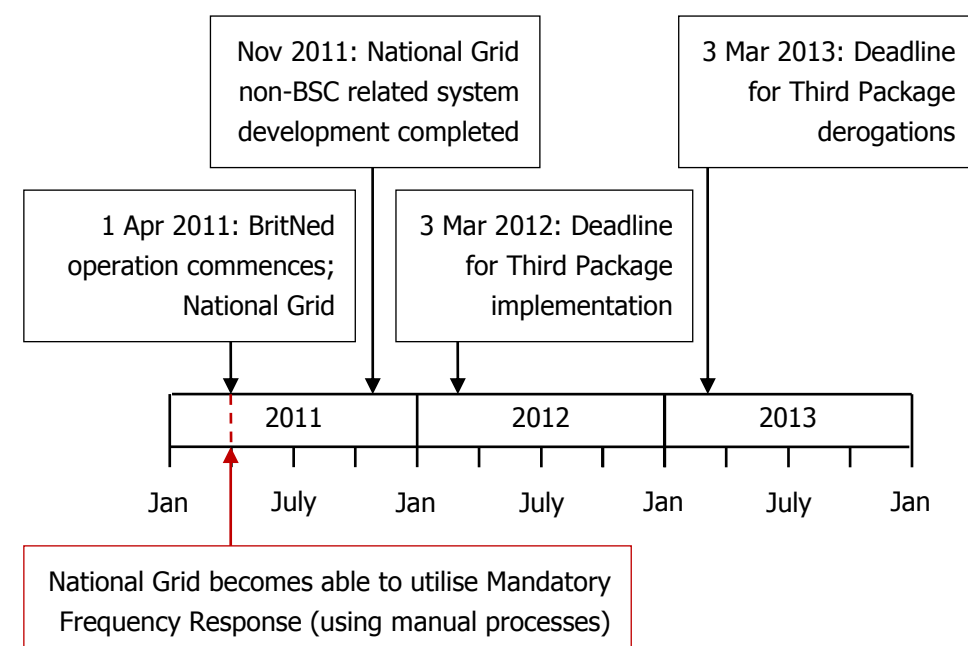 Nov 2011: National Grid
non-BSC related system
development completed
3 Mar 2013: Deadline
for Third Package
derogations
1 Apr 2011: BritNed
operation commences;
National Grid
3 Mar 2012: Deadline
for Third Package
implementation
2011 2012 2013
Jan July Jan July Jan July Jan
National Grid becomes able to utilise Mandatory
Frequency Response (using manual processes)